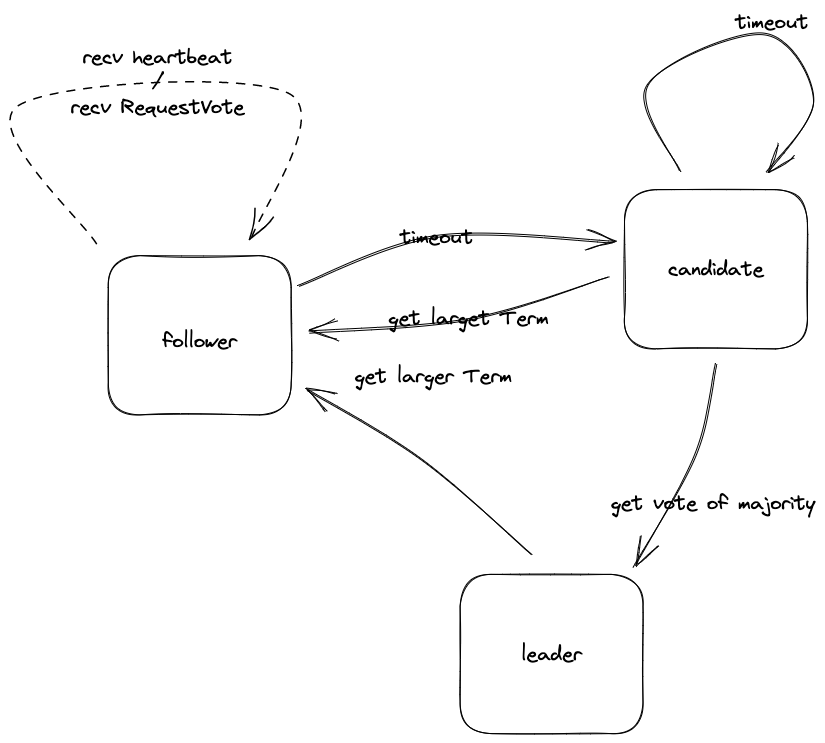 timeout
recv heartbeat
/
recv RequestVote
timeout
candidate
get larget Term
follower
get larger Term
get vote of majority
leader